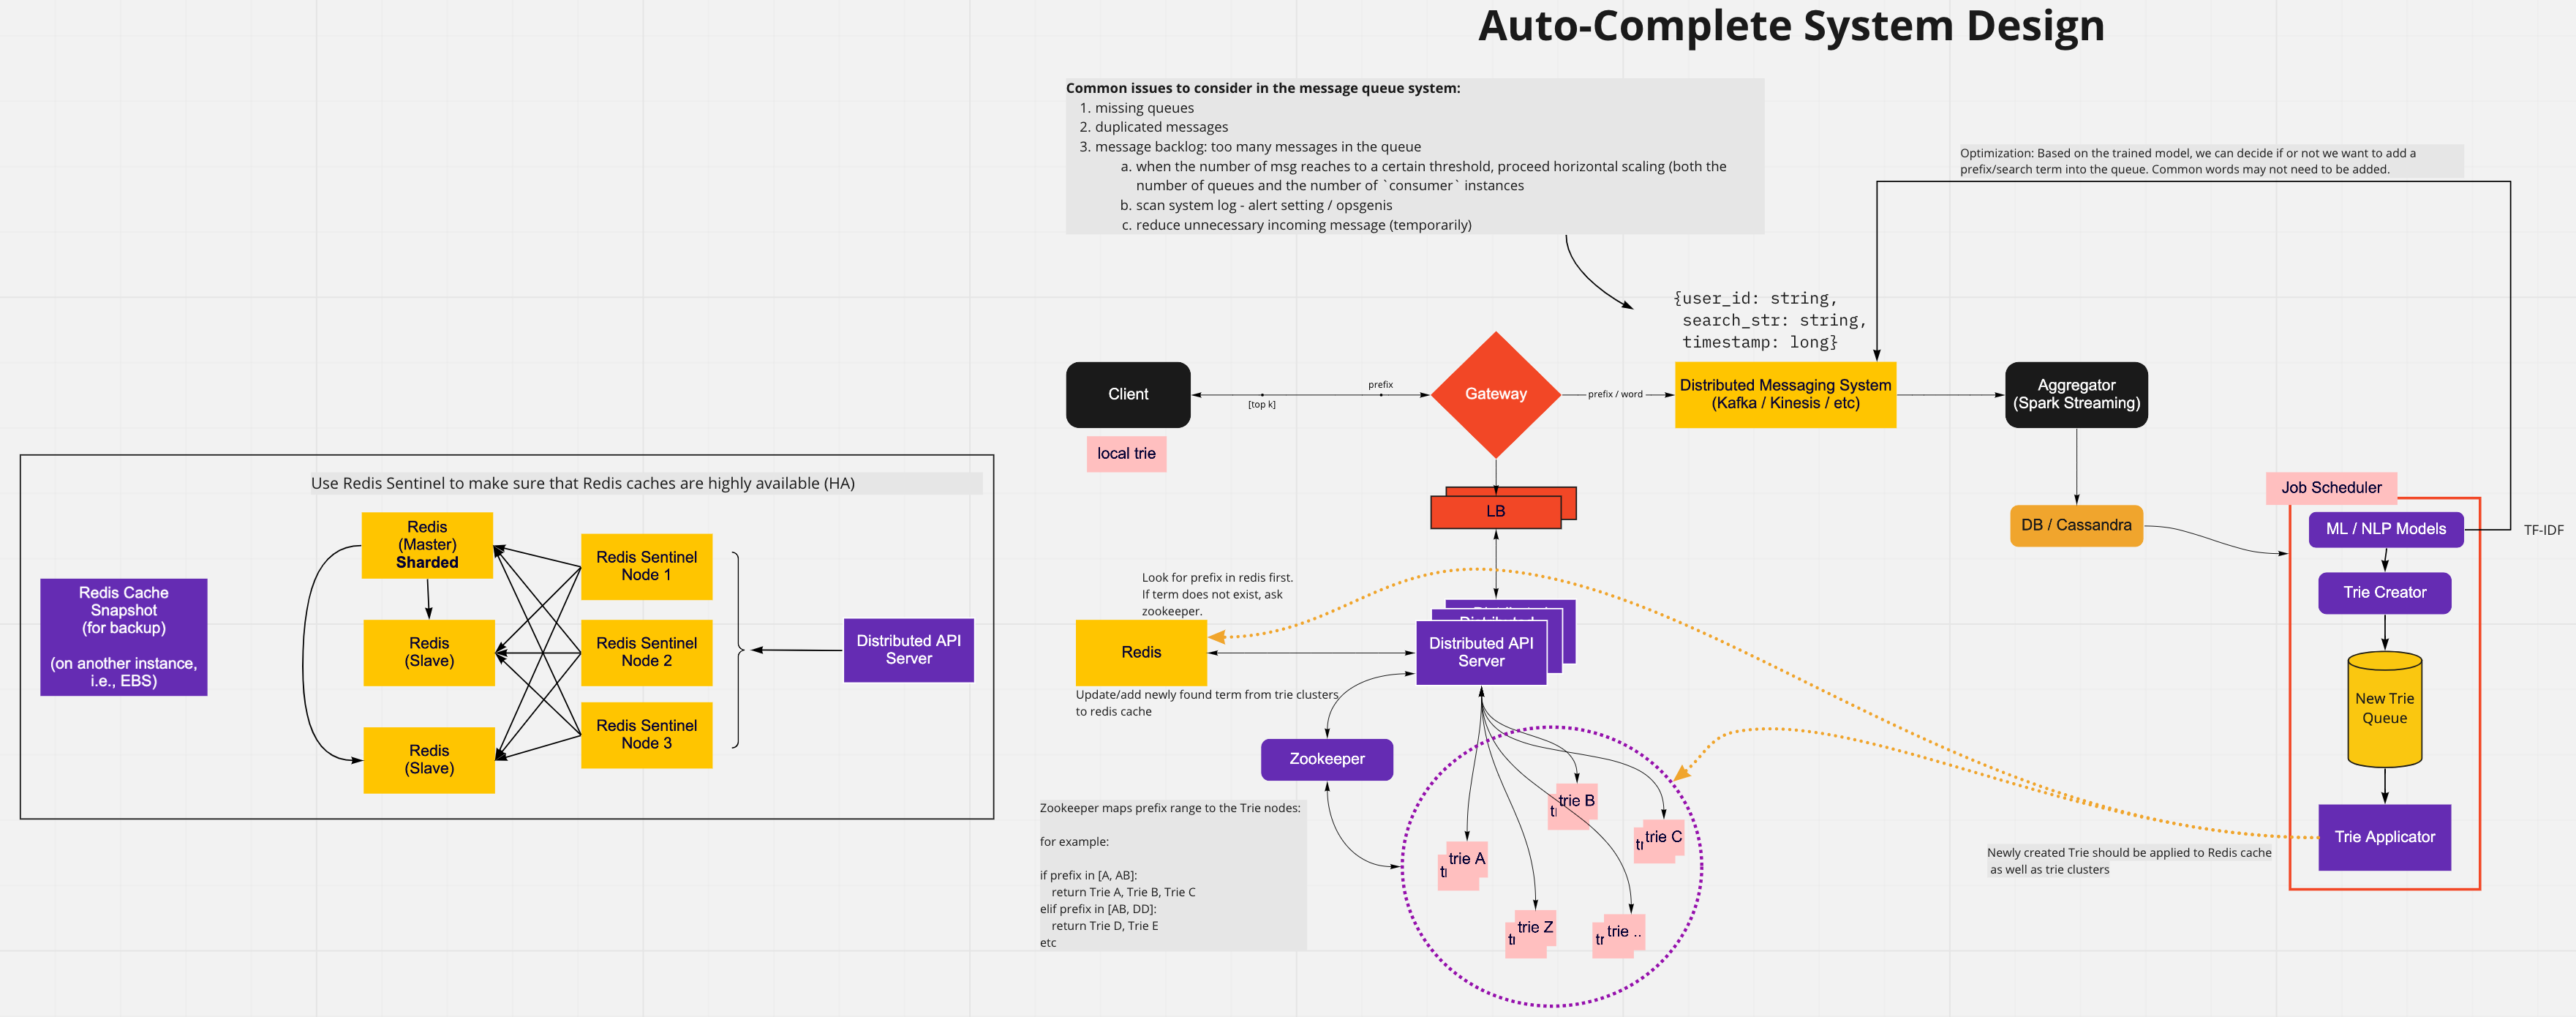 Auto-Complete System Design
Common issues to consider in the message queue system:
1. missing queues
2. duplicated messages
3. message backlog: too many messages in the queue
a. when the number of msg reaches to a certain threshold, proceed horizontal scaling (both the
number of queues and the number of `consumer` instances
b. scan system log - alert setting / opsgenis
c. reduce unnecessary incoming message (temporarily)
Optimization: Based on the trained model, we can decide if or not we want to add a
prefix/search term into the queue. Common words may not need to be added.
{user_id: string,
search_str: string,
timestamp: long}
Client
[top k]
prefix
Gateway
prefix / word
Distributed Messaging System
(Kafka / Kinesis / etc)
Aggregator
(Spark Streaming)
local trie
LB
DB / Cassandra
Job Scheduler
ML / NLP Models
TF-IDF
Trie Creator
New Trie
Queue
Trie Applicator
Newly created Trie should be applied to Redis cache
as well as trie clusters
Look for prefix in redis first.
If term does not exist, ask
zookeeper.
Redis
Distributed
Distributed
Distributed API
Server
Update/add newly found term from trie clusters
to redis cache
Zookeeper
Zookeeper maps prefix range to the Trie nodes:
for example:
if prefix in [A, AB]:
return Trie A, Trie B, Trie C
elif prefix in [AB, DD]:
return Trie D, Trie E
etc
trie B
trie C
trie A
trie Z
trie ..
Use Redis Sentinel to make sure that Redis caches are highly available (HA)
Redis Cache
Snapshot
(for backup)
(on another instance,
i.e., EBS)
Redis
(Master)
Sharded
Redis
(Slave)
Redis
(Slave)
Redis Sentinel
Node 1
Redis Sentinel
Node 2
Redis Sentinel
Node 3
Distributed API
Server